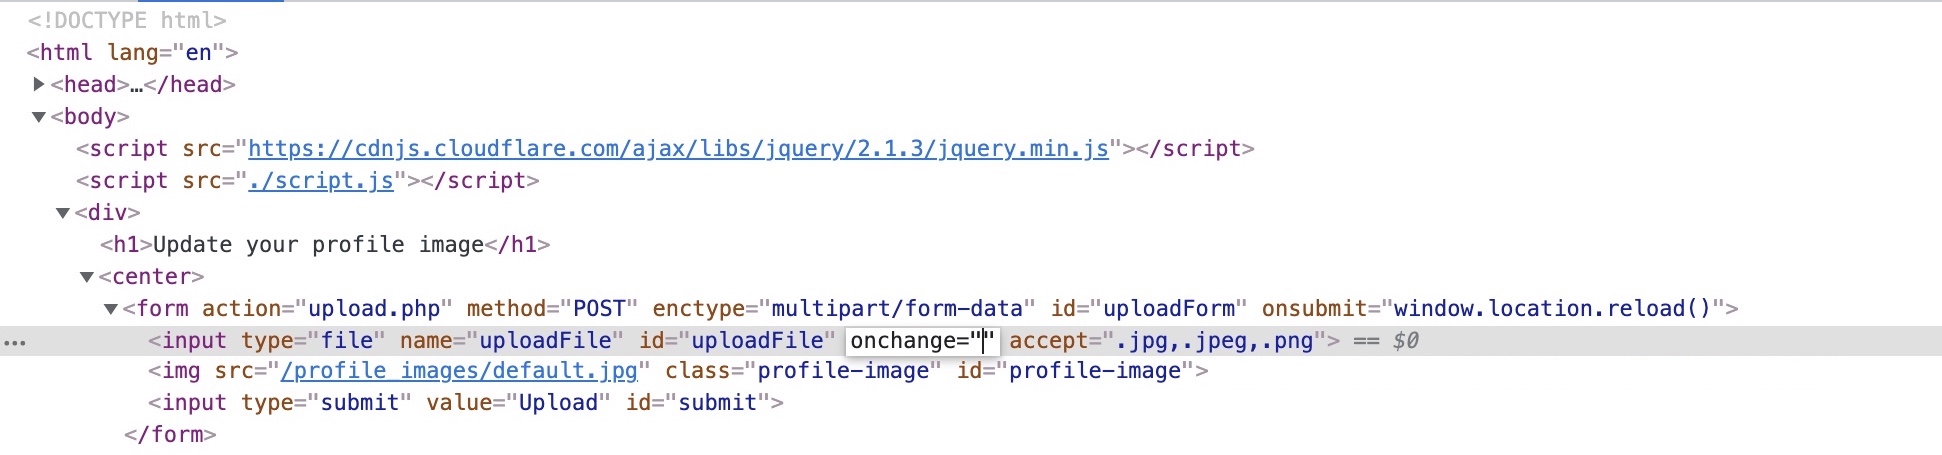 <!DOCTYPE html>
<html lang="en">
<head>…</head>
<body>
<script src="https://cdnjs.cloudflare.com/ajax/libs/jquery/2.1.3/jquery.min.js"></script>
<script src="./script.js"></script>
<div>
<h1>Update your profile image</h1>
<center>
<form action="upload.php" method="POST" enctype="multipart/form-data" id="uploadForm" onsubmit="window.location.reload()">
<input type="file" name="uploadFile" id="uploadFile" onchange="" accept=".jpg,.jpeg,.png"> == $0
<img src="/profile_images/default.jpg" class="profile-image" id="profile-image">
<input type="submit" value="Upload" id="submit">
</form>